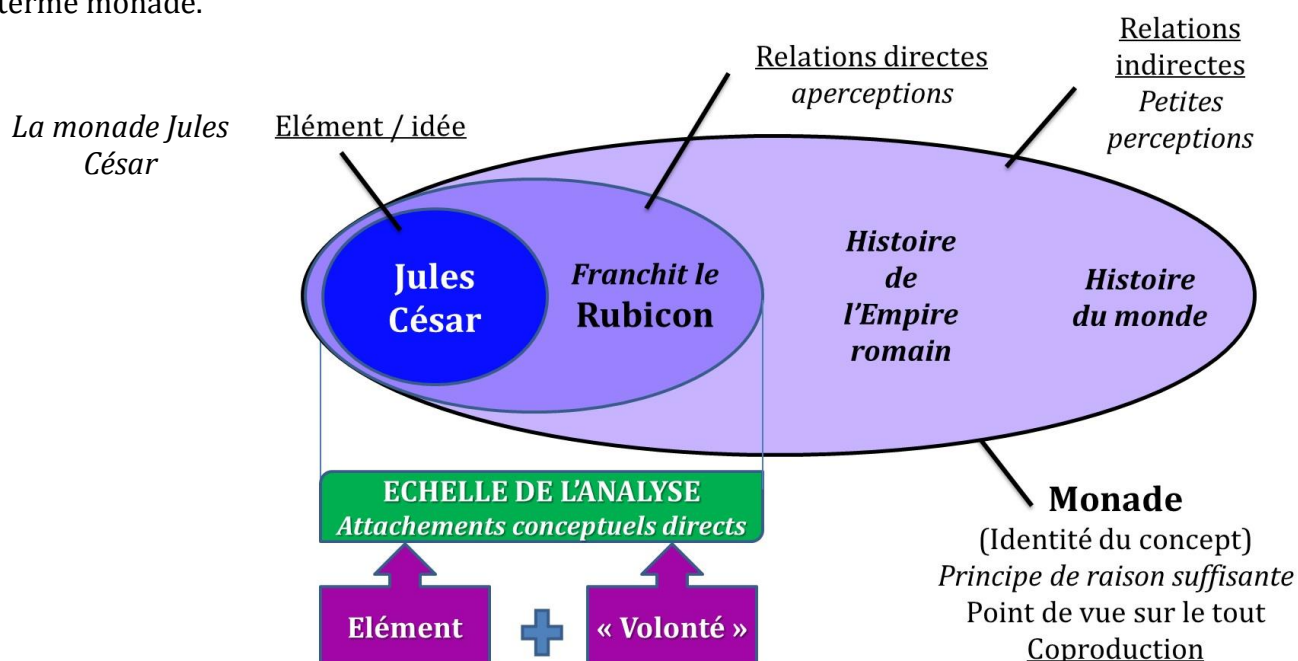 terme monade.
La monade Jules
César
Elément / idée
Relations directes
aperceptions
Relations
indirectes
Petites
perceptions
Jules
César
Franchit le
Rubicon
Histoire
de
l’Empire
romain
Histoire
du monde
ECHELLE DE L’ANALYSE
Attachements conceptuels directs
Elément
« Volonté »
Monade
(Identité du concept)
Principe de raison suffisante
Point de vue sur le tout
Coproduction